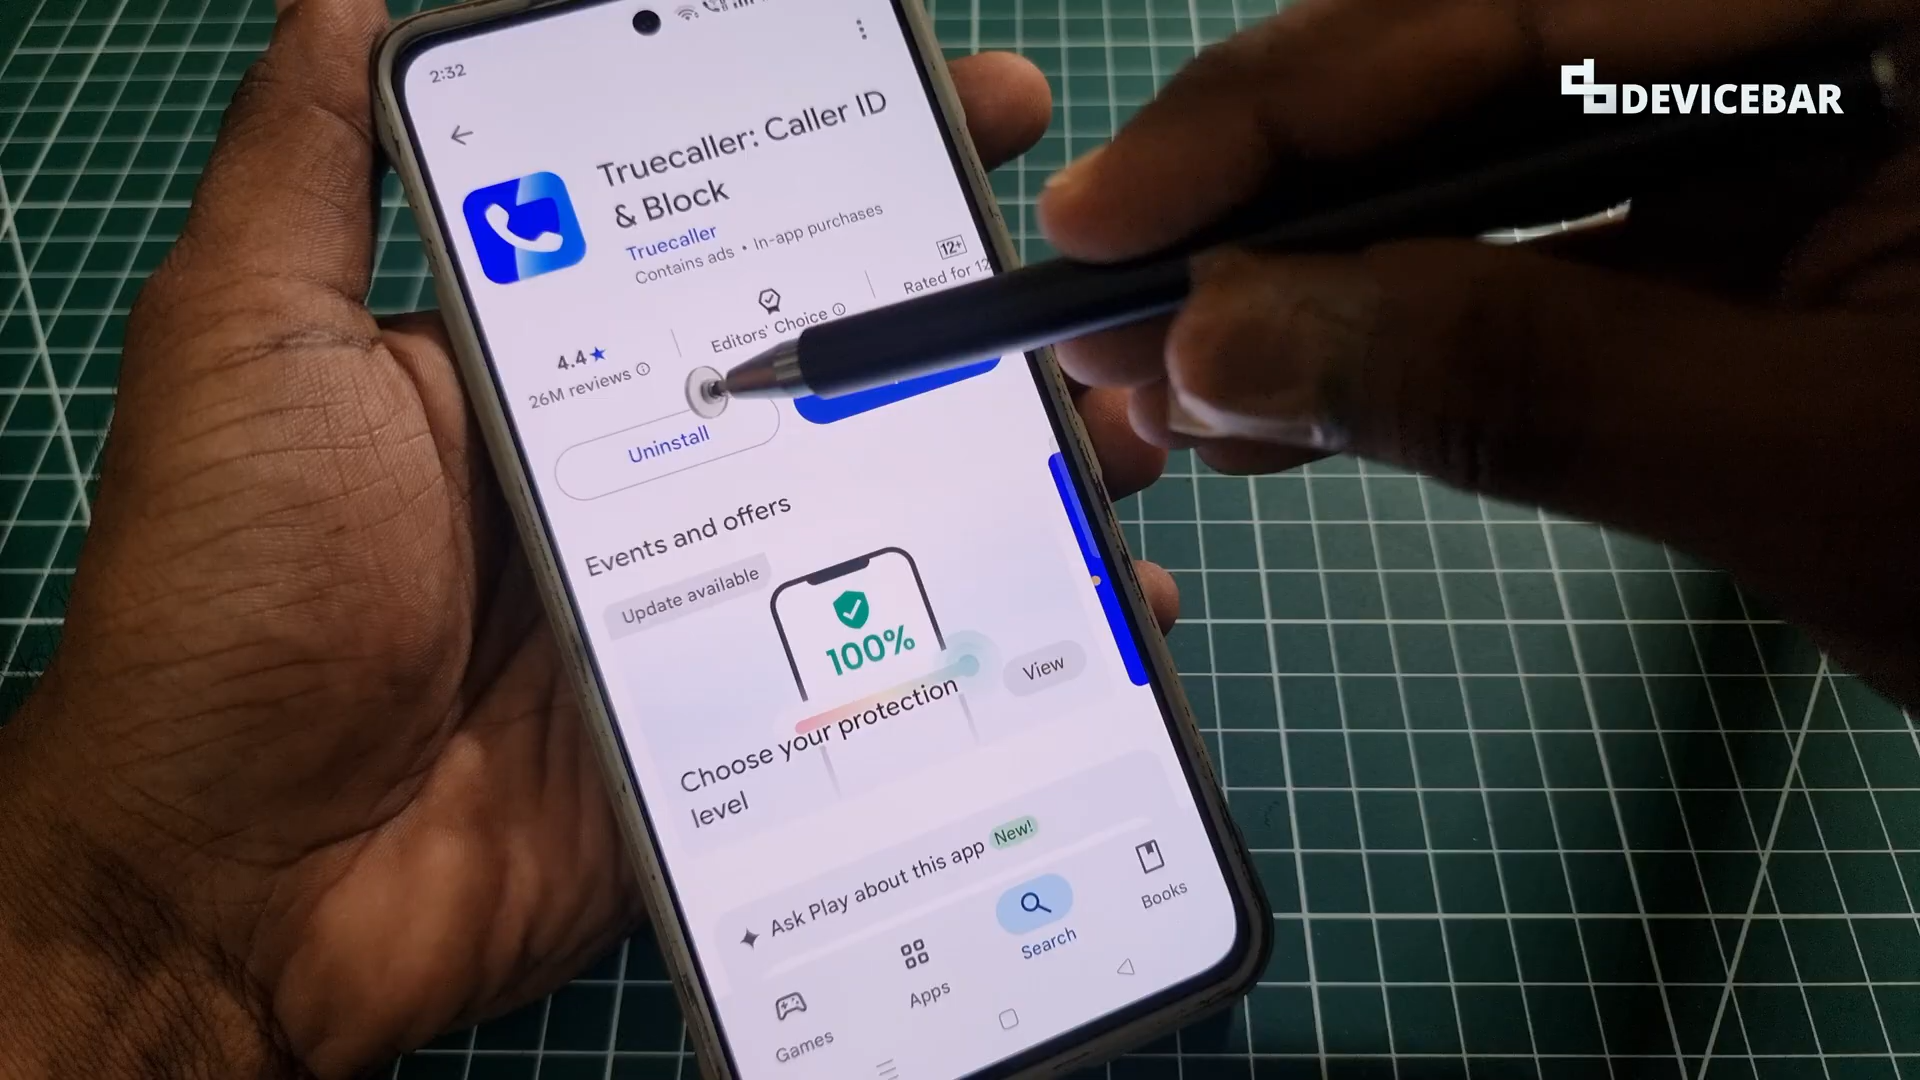 DEVICEBAR
2:32
Truecaller: Caller ID
& Block
Truecaller
Contains ads • In-app purchases
4.4★
26M reviews
Editors' Choice
12+
Rated for 12
Uninstall
Events and offers
Update available
100%
Choose your protection
level
View
Ask Play about this app New!
Games
Apps
Search
Books